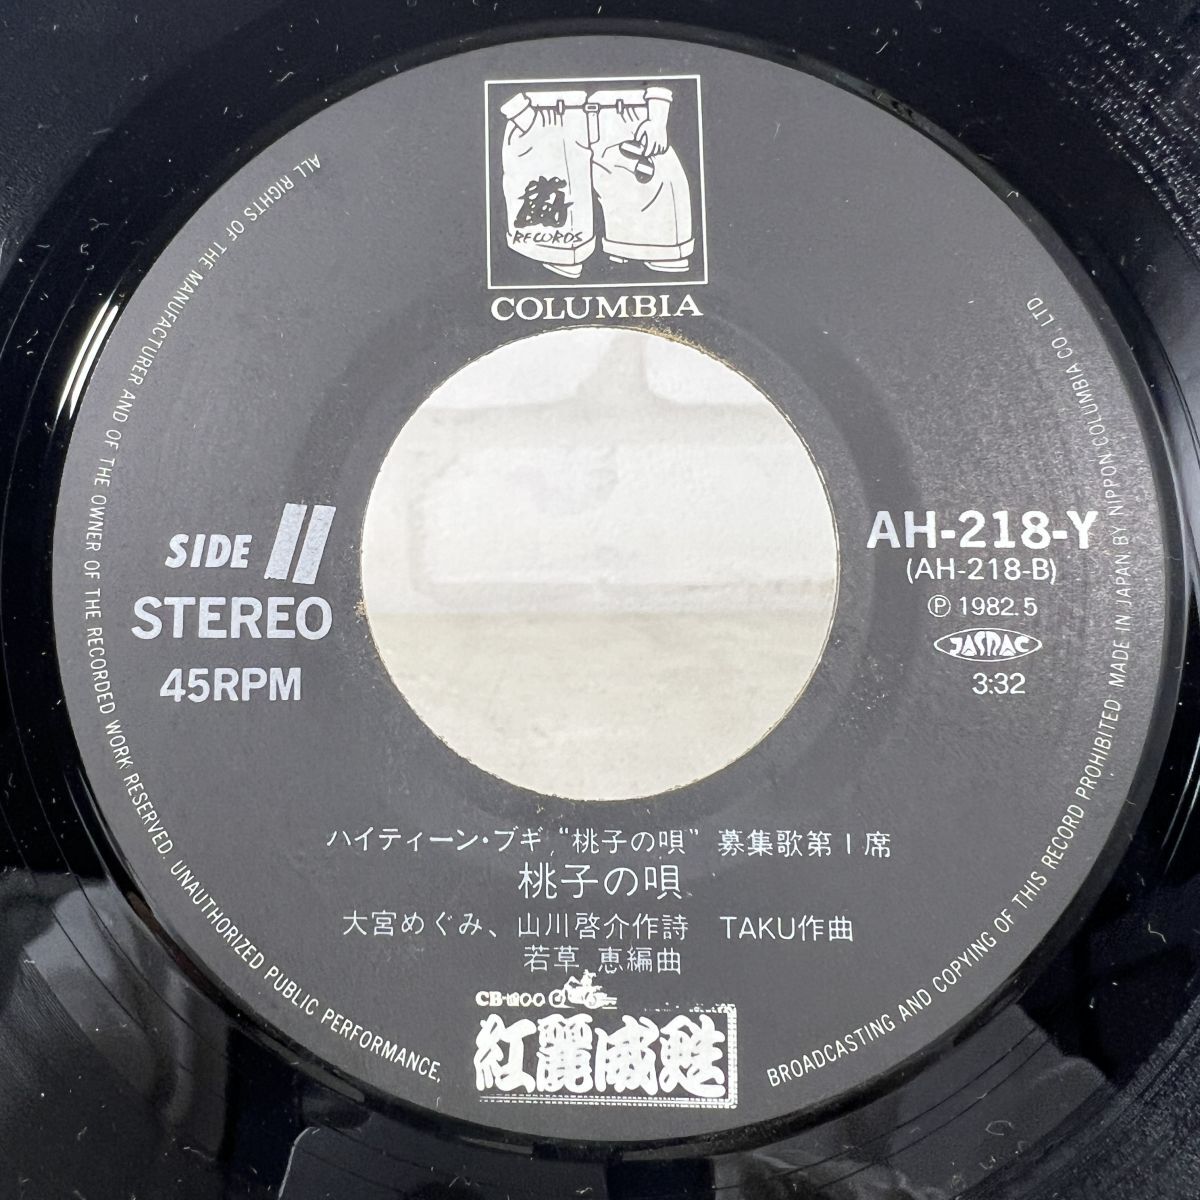 嵐
RECORDS
COLUMBIA
ALL RIGHTS OF THE MANUFACTURER AND OF THE OWNER OF THE RECORDED WORK RESERVED. UNAUTHORIZED PUBLIC PERFORMANCE,
BROADCASTING AND COPYING OF THIS RECORD PROHIBITED MADE IN JAPAN BY NIPPON COLUMBIA CO. LTD
SIDE II
STEREO
45RPM
AH-218-Y
(AH-218-B)
Ⓟ 1982.5
JASRAC
3:32
ハイティーン・ブギ, “桃子の唄” 募集歌第1席
桃子の唄
大宮めぐみ、山川啓介作詩 TAKU作曲
若草 恵編曲
紅麗威甦